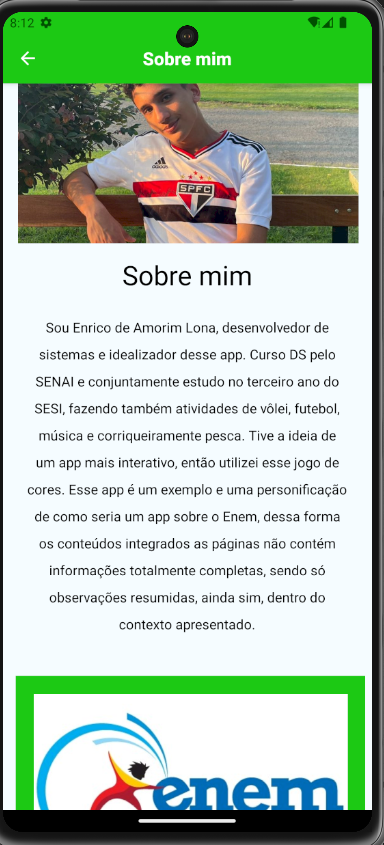 8:12
Sobre mim
adidas
SPFC
Sobre mim
Sou Enrico de Amorim Lona, desenvolvedor de
sistemas e idealizador desse app. Curso DS pelo
SENAI e conjuntamente estudo no terceiro ano do
SESI, fazendo também atividades de vôlei, futebol,
música e corriqueiramente pesca. Tive a ideia de
um app mais interativo, então utilizei esse jogo de
cores. Esse app é um exemplo e uma personificação
de como seria um app sobre o Enem, dessa forma
os conteúdos integrados as páginas não contém
informações totalmente completas, sendo só
observações resumidas, ainda sim, dentro do
contexto apresentado.
enem